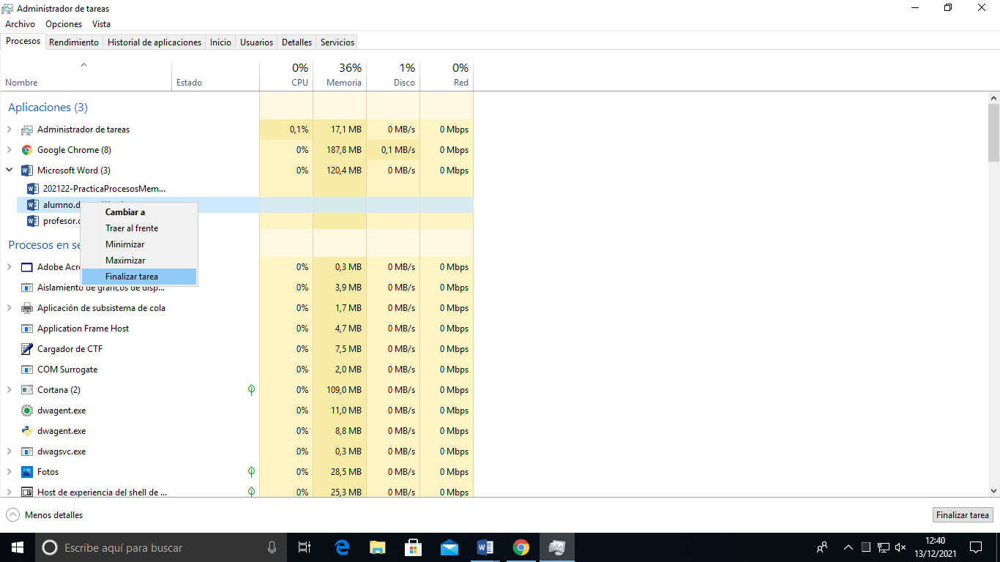 Administrador de tareas
Archivo Opciones Vista
Procesos Rendimiento Historial de aplicaciones Inicio Usuarios Detalles Servicios
0% 36% 1% 0%
Nombre Estado CPU Memoria Disco Red
Aplicaciones (3)
Administrador de tareas 0,1% 17,1 MB 0 MB/s 0 Mbps
Google Chrome (8) 0% 187,8 MB 0,1 MB/s 0 Mbps
Microsoft Word (3) 0% 120,4 MB 0 MB/s 0 Mbps
202122-PracticaProcesosMem...
alumno.d
profesor.
Cambiar a
Traer al frente
Minimizar
Maximizar
Finalizar tarea
Procesos en se
Adobe Acr 0% 0,3 MB 0 MB/s 0 Mbps
Aislamiento de gráficos de disp... 0% 3,9 MB 0 MB/s 0 Mbps
Aplicación de subsistema de cola 0% 1,7 MB 0 MB/s 0 Mbps
Application Frame Host 0% 4,7 MB 0 MB/s 0 Mbps
Cargador de CTF 0% 7,5 MB 0 MB/s 0 Mbps
COM Surrogate 0% 2,0 MB 0 MB/s 0 Mbps
Cortana (2) 0% 109,0 MB 0 MB/s 0 Mbps
dwagent.exe 0% 11,0 MB 0 MB/s 0 Mbps
dwagent.exe 0% 8,8 MB 0 MB/s 0 Mbps
dwagsvc.exe 0% 0,3 MB 0 MB/s 0 Mbps
Fotos 0% 28,5 MB 0 MB/s 0 Mbps
Host de experiencia del shell de ... 0% 25,3 MB 0 MB/s 0 Mbps
Menos detalles Finalizar tarea
Escribe aquí para buscar
12:40
13/12/2021